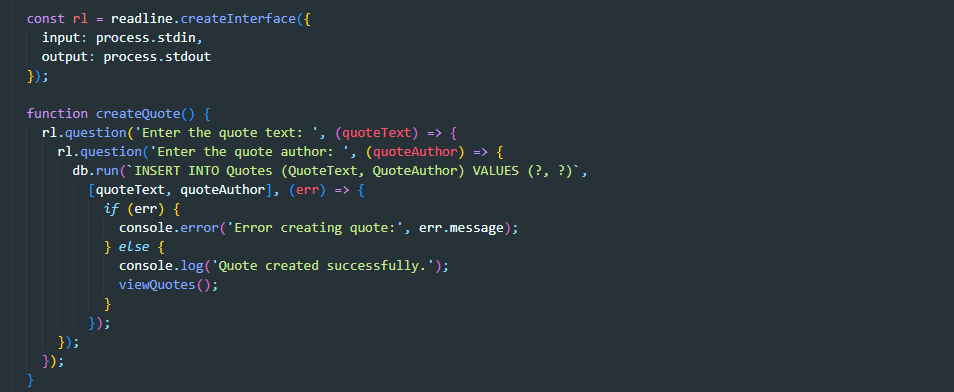 const rl = readline.createInterface({
  input: process.stdin,
  output: process.stdout
});

function createQuote() {
  rl.question('Enter the quote text: ', (quoteText) => {
    rl.question('Enter the quote author: ', (quoteAuthor) => {
      db.run(`INSERT INTO Quotes (QuoteText, QuoteAuthor) VALUES (?, ?)`,
        [quoteText, quoteAuthor], (err) => {
          if (err) {
            console.error('Error creating quote:', err.message);
          } else {
            console.log('Quote created successfully.');
            viewQuotes();
          }
        });
    });
  });
}